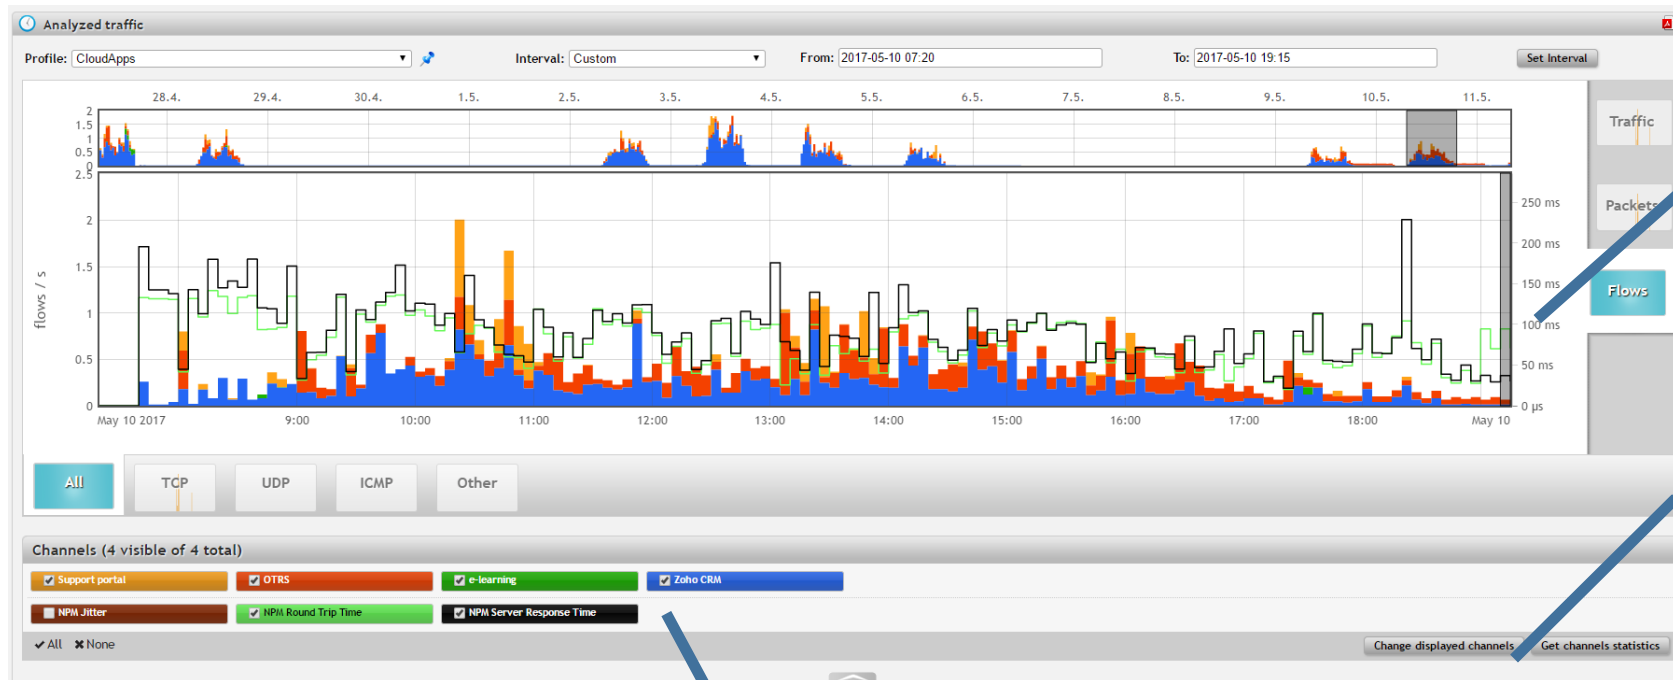 Analyzed traffic
Profile: CloudApps Interval: Custom From: 2017-05-10 07:20 To: 2017-05-10 19:15 Set Interval
28.4. 29.4. 30.4. 1.5. 2.5. 3.5. 4.5. 5.5. 6.5. 7.5. 8.5. 9.5. 10.5. 11.5.
2
1.5
1
0.5
0
Traffic
2.5
2
1.5
1
0.5
0
flows / s
250 ms
200 ms
150 ms
100 ms
50 ms
0 µs
Packets
Flows
May 10 2017 9:00 10:00 11:00 12:00 13:00 14:00 15:00 16:00 17:00 18:00 May 10
All TCP UDP ICMP Other
Channels (4 visible of 4 total)
Support portal OTRS e-learning Zoho CRM
NPM Jitter NPM Round Trip Time NPM Server Response Time
All None Change displayed channels Get channels statistics